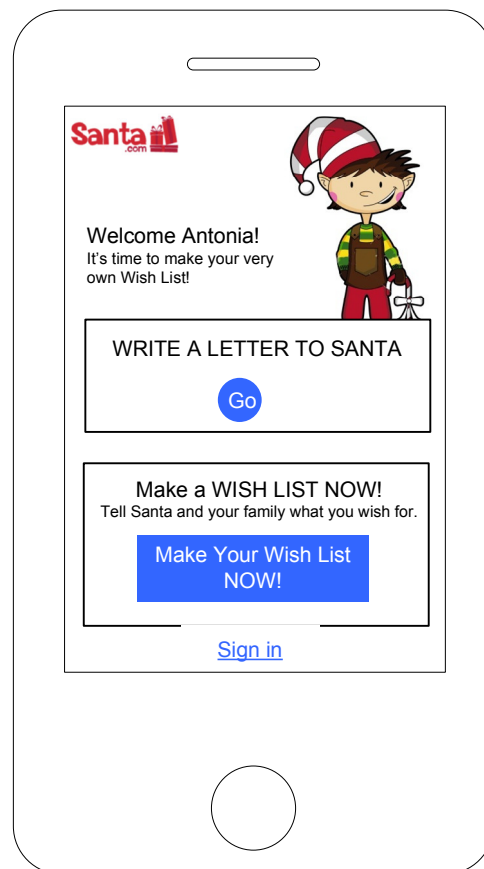 Santa
.com
Welcome Antonia!
It's time to make your very
own Wish List!
WRITE A LETTER TO SANTA
Go
Make a WISH LIST NOW!
Tell Santa and your family what you wish for.
Make Your Wish List
NOW!
Sign in